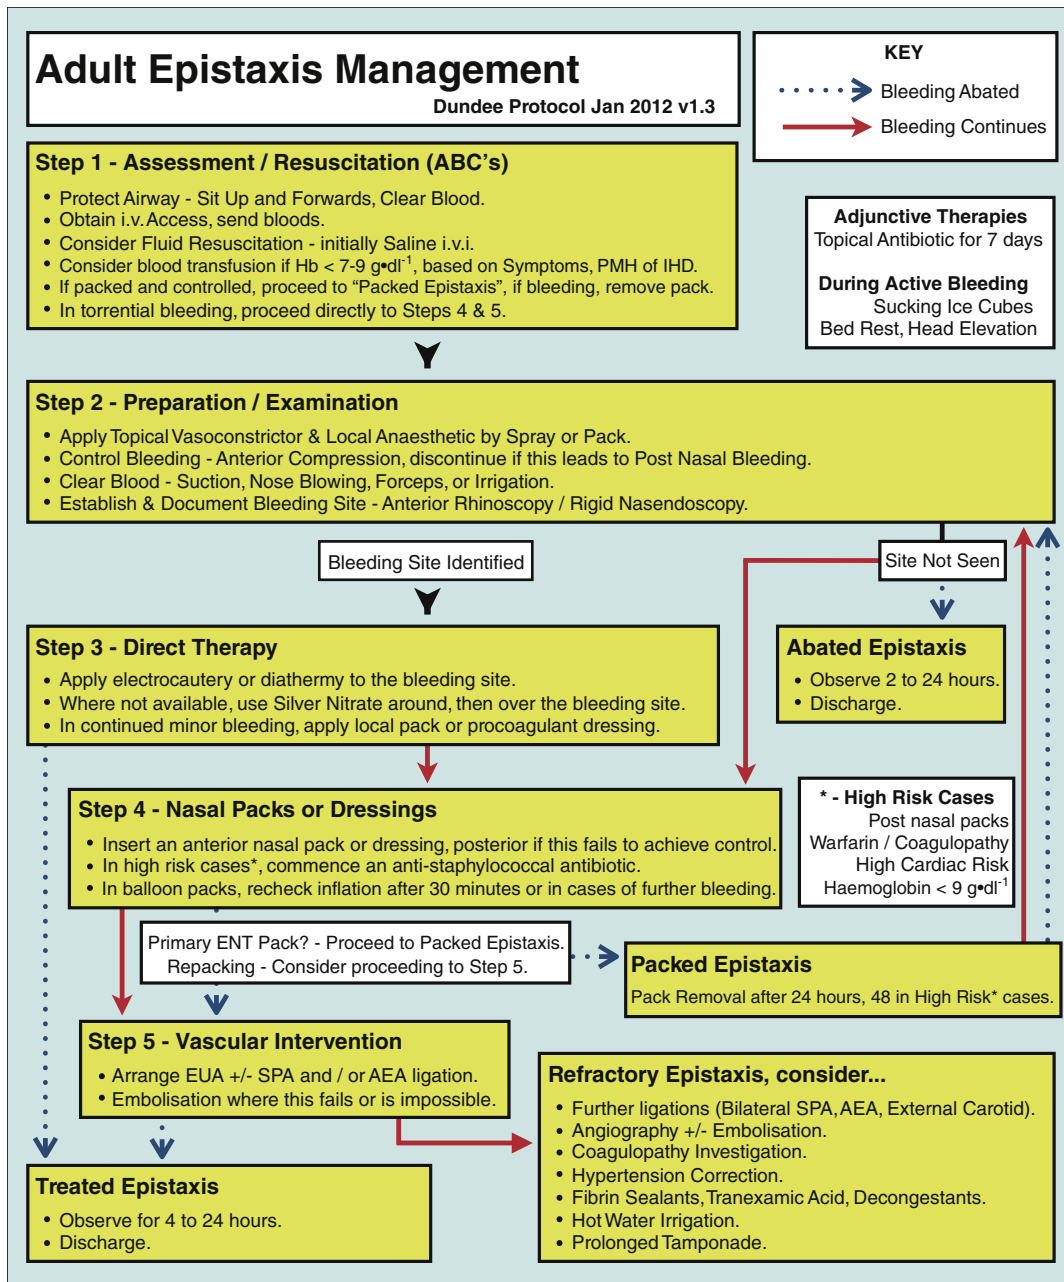 Adult Epistaxis Management
Dundee Protocol Jan 2012 v1.3
KEY
Bleeding Abated
Bleeding Continues
Step 1 - Assessment / Resuscitation (ABC's)
• Protect Airway - Sit Up and Forwards, Clear Blood.
• Obtain i.v. Access, send bloods.
• Consider Fluid Resuscitation - initially Saline i.v.i.
• Consider blood transfusion if Hb < 7-9 g•dl⁻¹, based on Symptoms, PMH of IHD.
• If packed and controlled, proceed to “Packed Epistaxis”, if bleeding, remove pack.
• In torrential bleeding, proceed directly to Steps 4 & 5.
Adjunctive Therapies
Topical Antibiotic for 7 days
During Active Bleeding
Sucking Ice Cubes
Bed Rest, Head Elevation
Step 2 - Preparation / Examination
• Apply Topical Vasoconstrictor & Local Anaesthetic by Spray or Pack.
• Control Bleeding - Anterior Compression, discontinue if this leads to Post Nasal Bleeding.
• Clear Blood - Suction, Nose Blowing, Forceps, or Irrigation.
• Establish & Document Bleeding Site - Anterior Rhinoscopy / Rigid Nasendoscopy.
Bleeding Site Identified
Site Not Seen
Step 3 - Direct Therapy
• Apply electrocautery or diathermy to the bleeding site.
• Where not available, use Silver Nitrate around, then over the bleeding site.
• In continued minor bleeding, apply local pack or procoagulant dressing.
Abated Epistaxis
• Observe 2 to 24 hours.
• Discharge.
Step 4 - Nasal Packs or Dressings
• Insert an anterior nasal pack or dressing, posterior if this fails to achieve control.
• In high risk cases*, commence an anti-staphylococcal antibiotic.
• In balloon packs, recheck inflation after 30 minutes or in cases of further bleeding.
* - High Risk Cases
Post nasal packs
Warfarin / Coagulopathy
High Cardiac Risk
Haemoglobin < 9 g•dl⁻¹
Primary ENT Pack? - Proceed to Packed Epistaxis.
Repacking - Consider proceeding to Step 5.
Packed Epistaxis
Pack Removal after 24 hours, 48 in High Risk* cases.
Step 5 - Vascular Intervention
• Arrange EUA +/- SPA and / or AEA ligation.
• Embolisation where this fails or is impossible.
Refractory Epistaxis, consider...
• Further ligations (Bilateral SPA, AEA, External Carotid).
• Angiography +/- Embolisation.
• Coagulopathy Investigation.
• Hypertension Correction.
• Fibrin Sealants, Tranexamic Acid, Decongestants.
• Hot Water Irrigation.
• Prolonged Tamponade.
Treated Epistaxis
• Observe for 4 to 24 hours.
• Discharge.